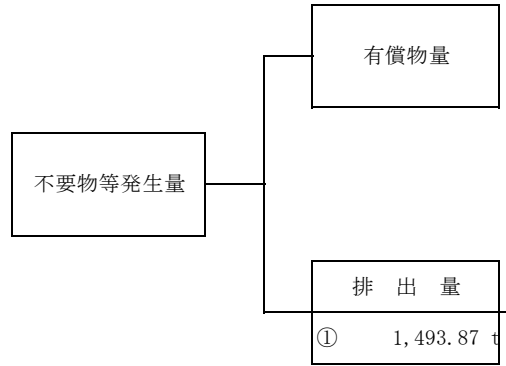 有償物量
不要物等発生量
排 出 量
① 1,493.87 t